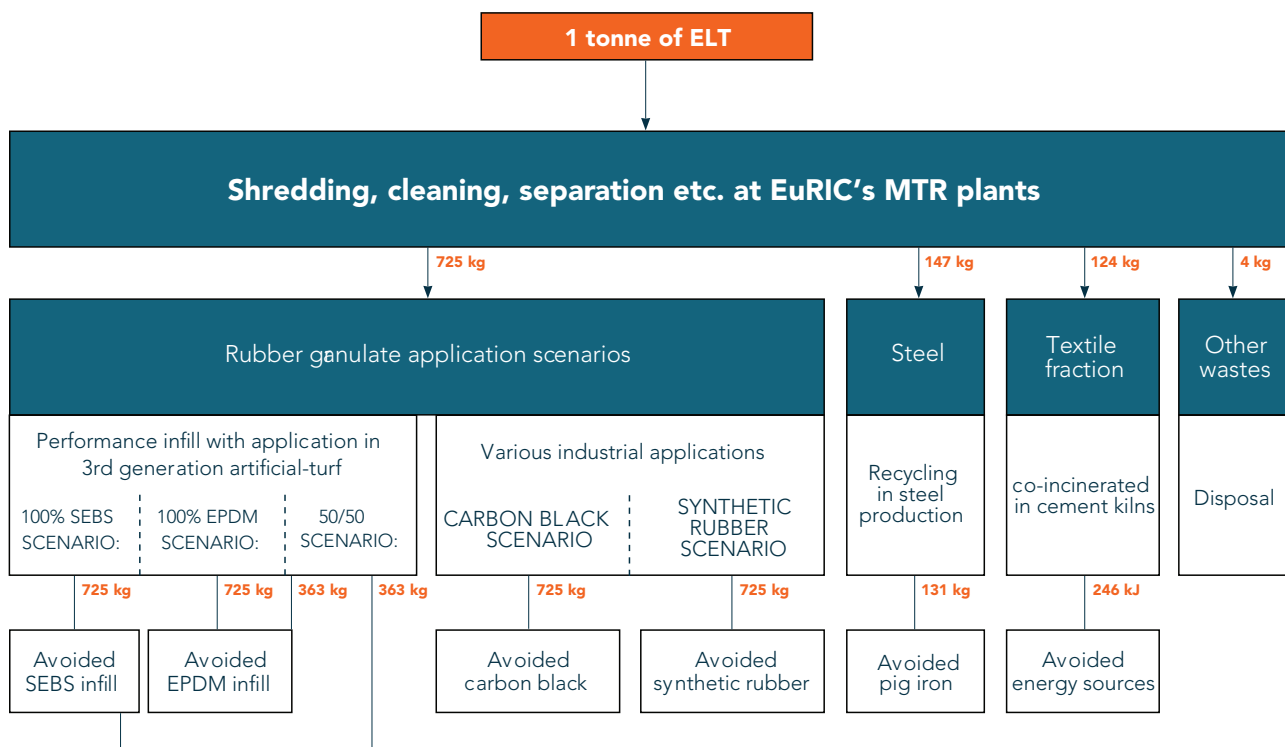 1 tonne of ELT
Shredding, cleaning, separation etc. at EuRIC's MTR plants
725 kg
147 kg
124 kg
4 kg
Rubber granulate application scenarios
Steel
Textile
fraction
Other
wastes
Performance infill with application in
3rd generation artificial-turf
100% SEBS
SCENARIO:
100% EPDM
SCENARIO:
50/50
SCENARIO:
Various industrial applications
CARBON BLACK
SCENARIO
SYNTHETIC
RUBBER
SCENARIO
Recycling
in steel
production
co-incinerated
in cement kilns
Disposal
725 kg
725 kg
363 kg
363 kg
725 kg
725 kg
131 kg
246 kJ
Avoided
SEBS infill
Avoided
EPDM infill
Avoided
carbon black
Avoided
synthetic rubber
Avoided
pig iron
Avoided
energy sources